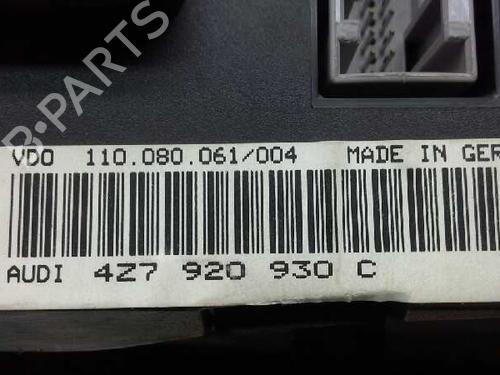 B-PARTS
VDO 110.080.061/004 MADE IN GER
AUDI 4Z7 920 930 C